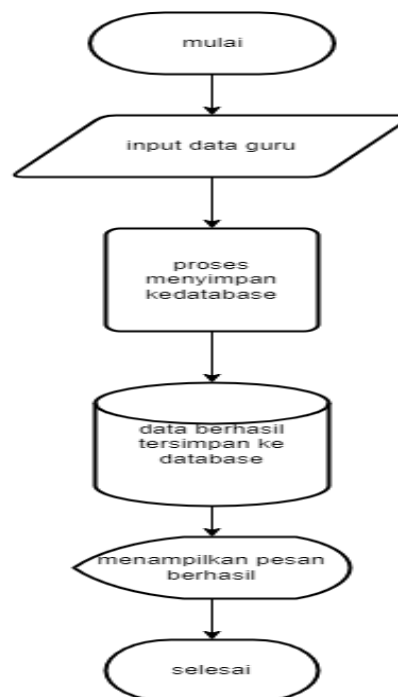 mulai
input data guru
proses
menyimpan
kedatabase
data berhasil
tersimpan ke
database
menampilkan pesan
berhasil
selesai